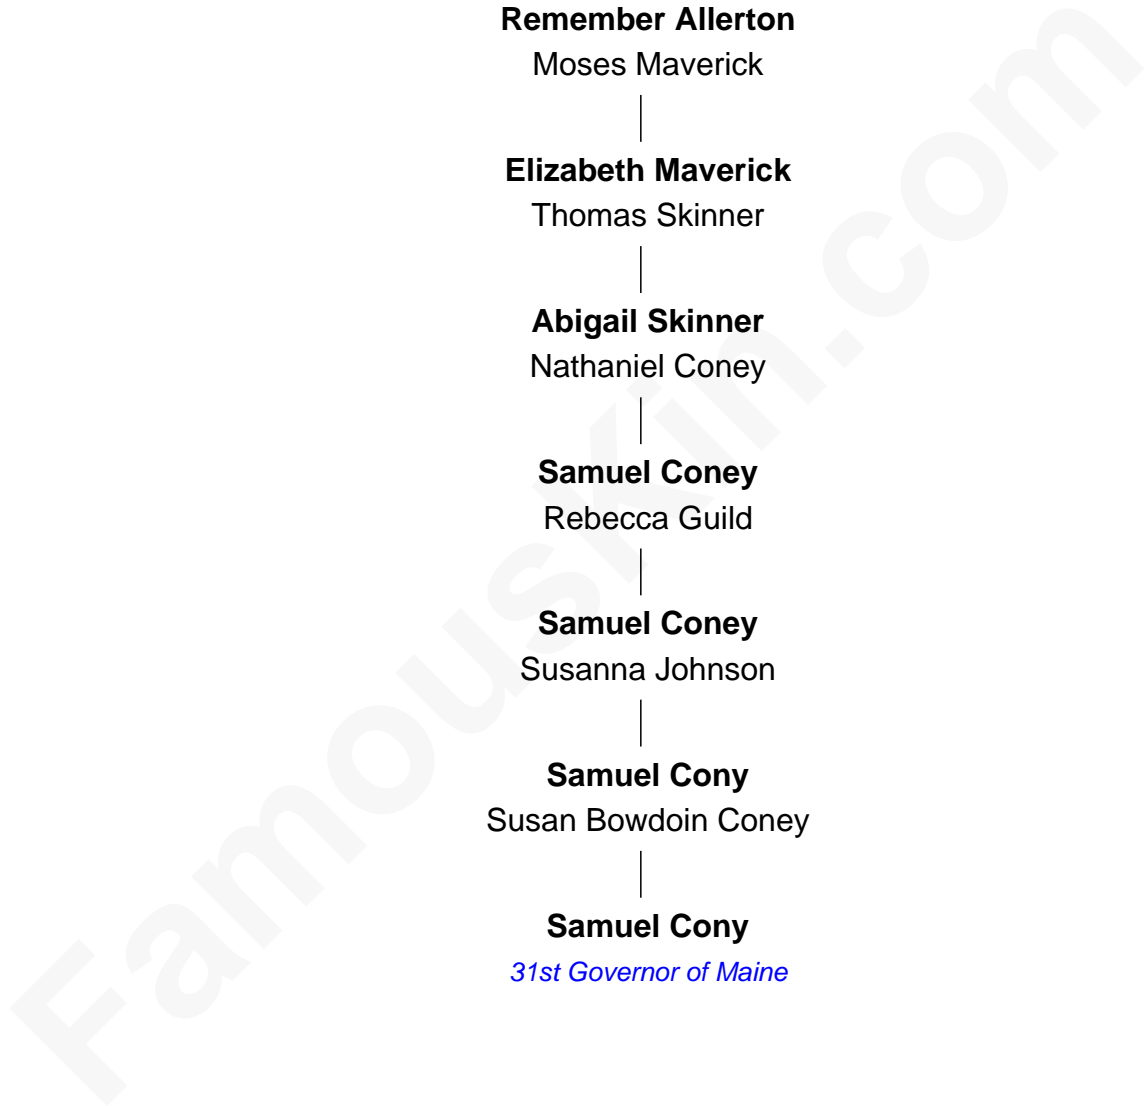 Remember Allerton
Moses Maverick
Elizabeth Maverick
Thomas Skinner
Abigail Skinner
Nathaniel Coney
Samuel Coney
Rebecca Guild
Samuel Coney
Susanna Johnson
Samuel Cony
Susan Bowdoin Coney
Samuel Cony
31st Governor of Maine
FamousKin.com